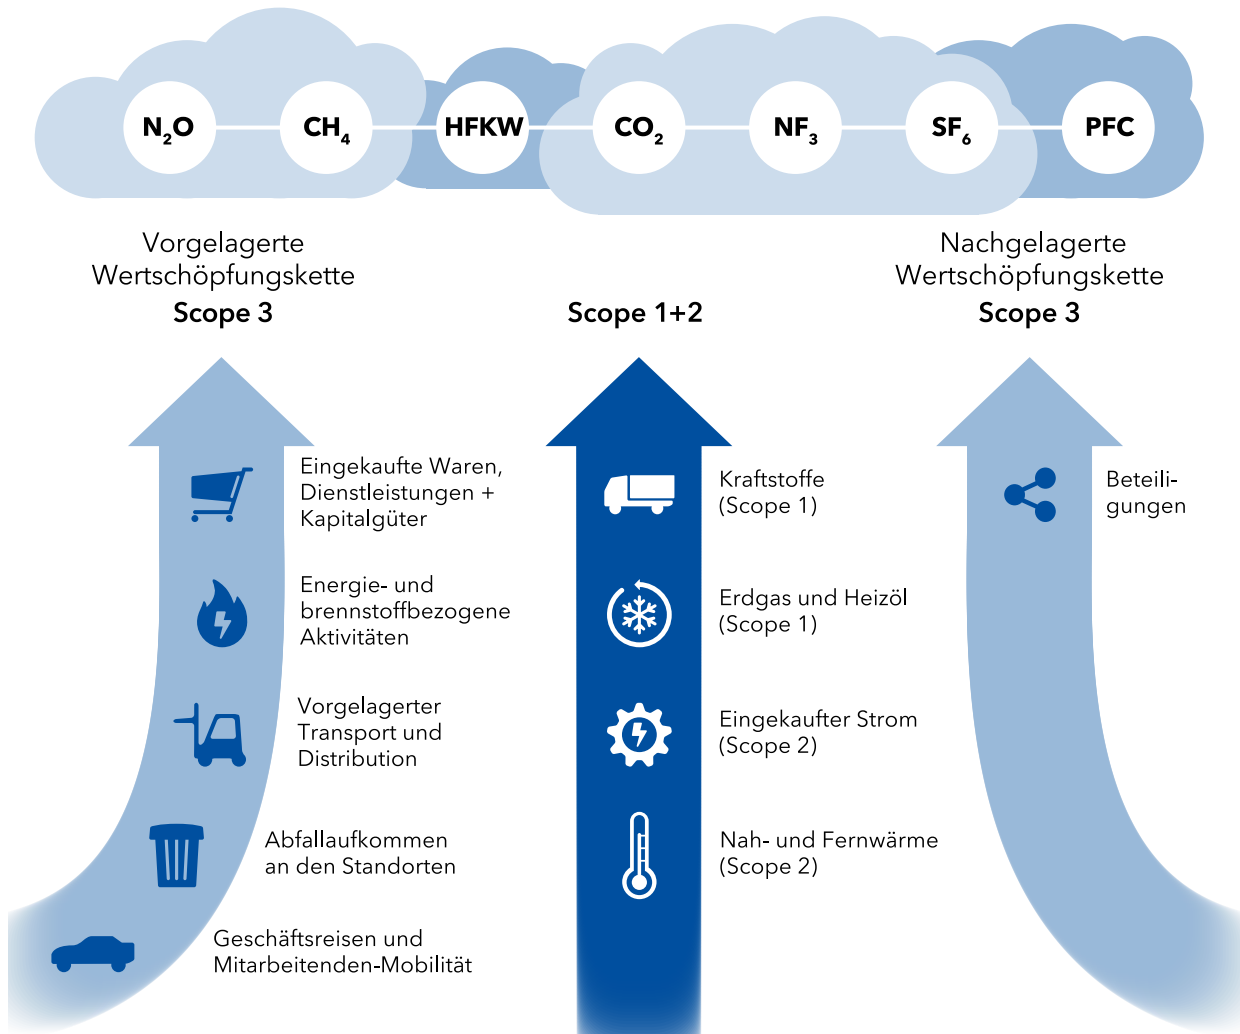 N₂O CH₄ HFKW CO₂ NF₃ SF₆ PFC
Vorgelagerte
Wertschöpfungskette
Scope 3
Eingekaufte Waren,
Dienstleistungen +
Kapitalgüter
Energie- und
brennstoffbezogene
Aktivitäten
Vorgelagerter
Transport und
Distribution
Abfallaufkommen
an den Standorten
Geschäftsreisen und
Mitarbeitenden-Mobilität
Scope 1+2
Kraftstoffe
(Scope 1)
Erdgas und Heizöl
(Scope 1)
Eingekaufter Strom
(Scope 2)
Nah- und Fernwärme
(Scope 2)
Nachgelagerte
Wertschöpfungskette
Scope 3
Beteili-
gungen